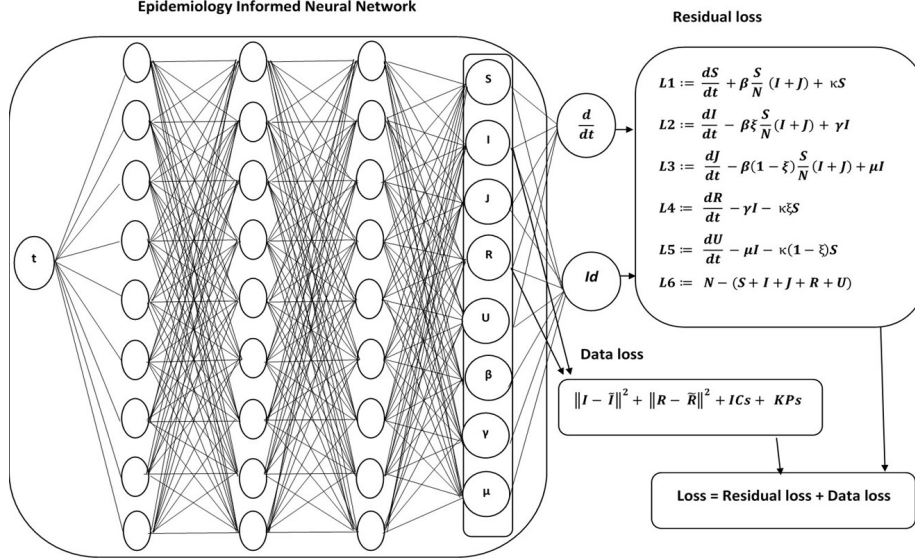 Epidemiology Informed Neural Network
Residual loss
t
S
I
J
R
U
β
γ
μ
d/dt
Id
L1 := dS/dt + β S/N (I + J) + κS
L2 := dI/dt − βξ S/N (I + J) + γI
L3 := dJ/dt − β(1 − ξ) S/N (I + J) + μI
L4 := dR/dt − γI − κξS
L5 := dU/dt − μI − κ(1 − ξ)S
L6 := N − (S + I + J + R + U)
Data loss
‖I − Ĩ‖² + ‖R − R̃‖² + ICs + KPs
Loss = Residual loss + Data loss